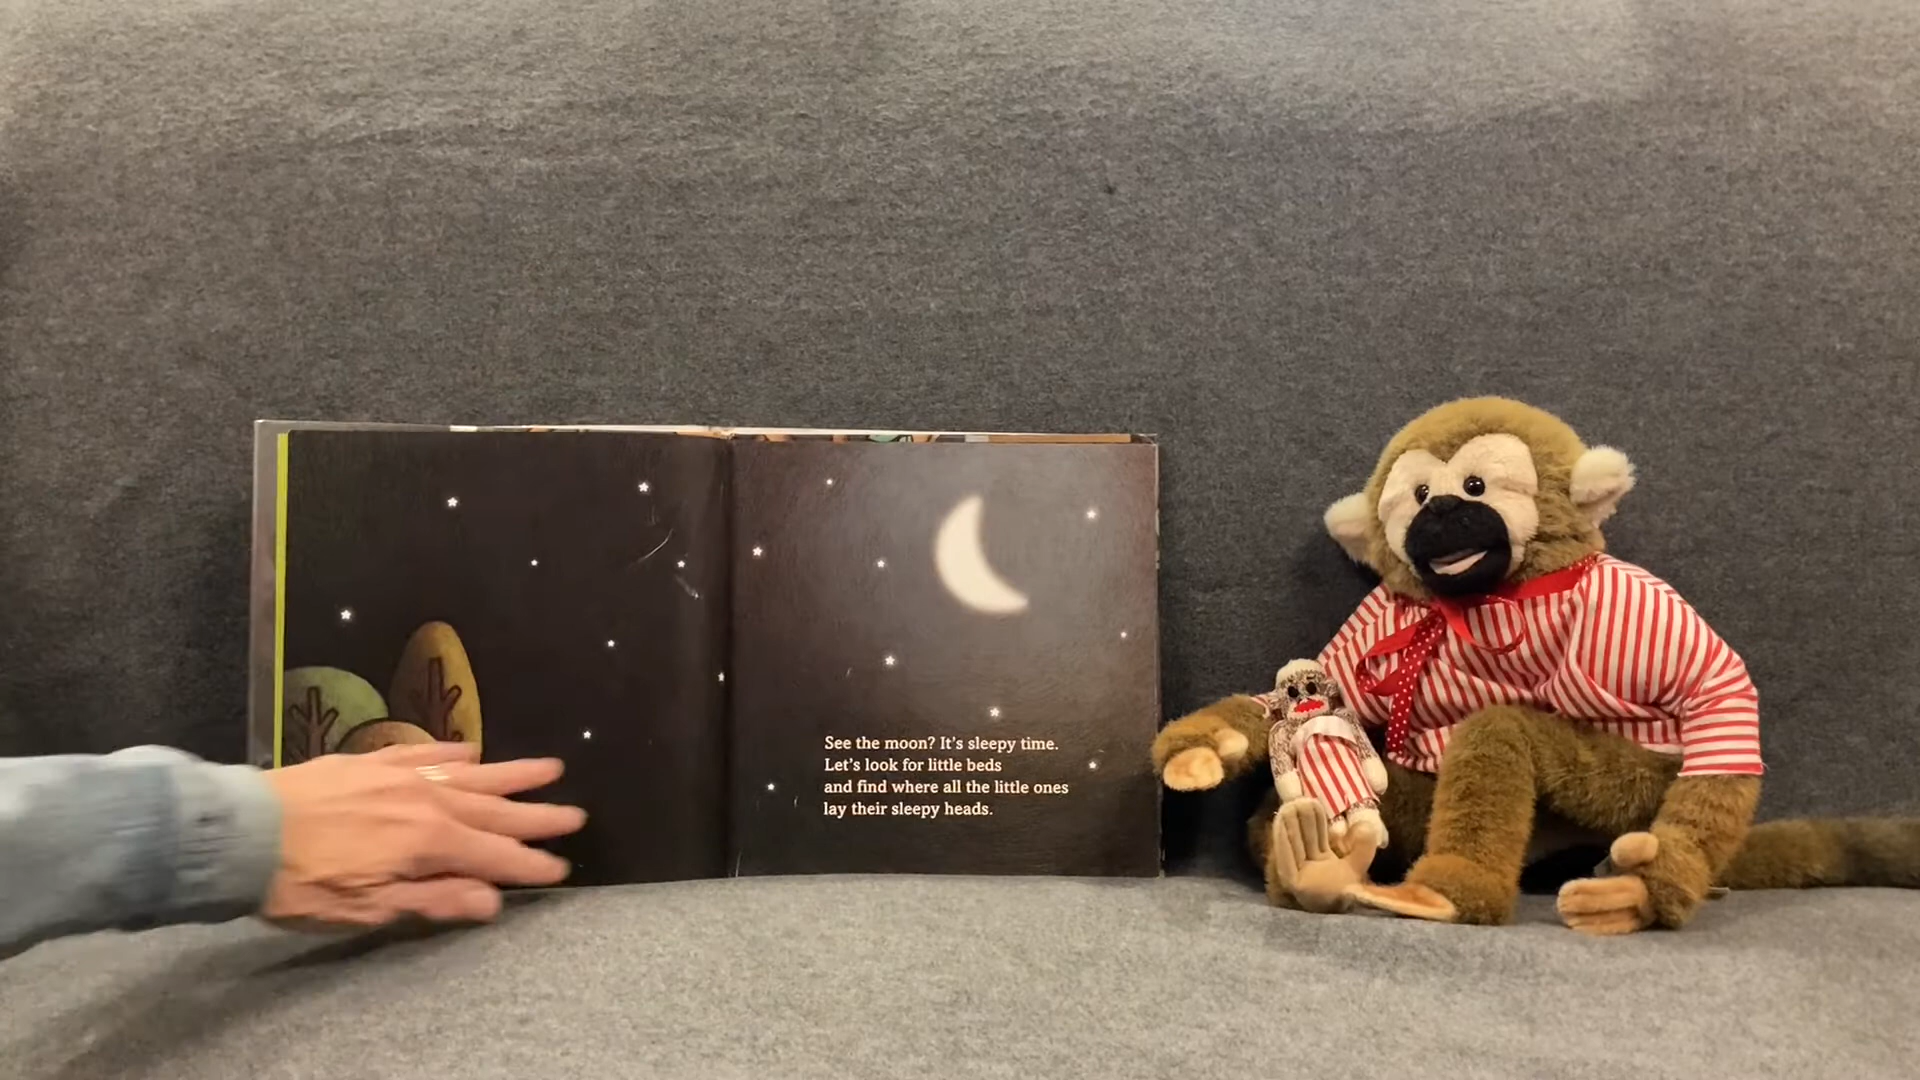 See the moon? It's sleepy time.
Let's look for little beds
and find where all the little ones
lay their sleepy heads.